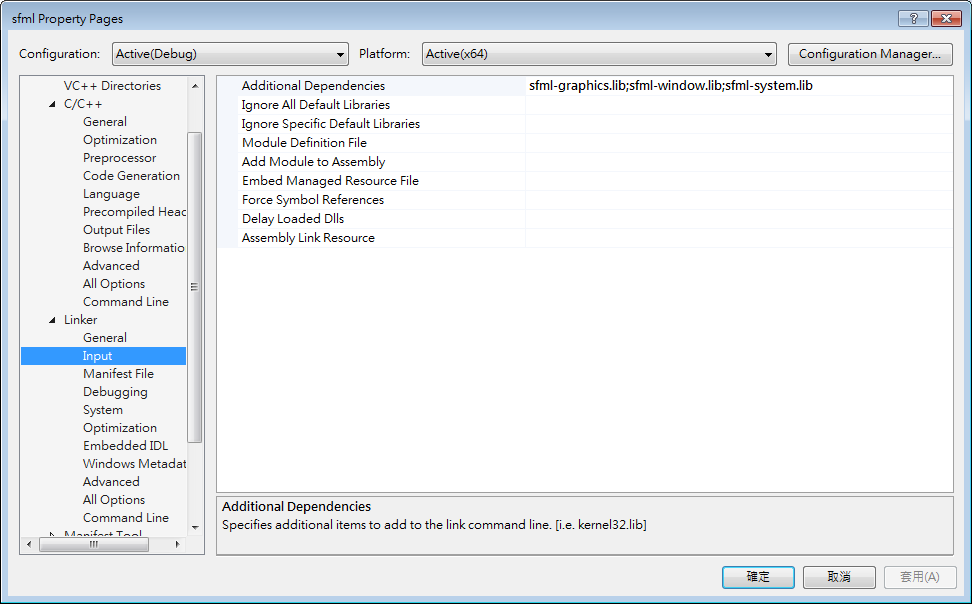 sfml Property Pages
Configuration: Active(Debug) Platform: Active(x64) Configuration Manager...
VC++ Directories
C/C++
General
Optimization
Preprocessor
Code Generation
Language
Precompiled Head
Output Files
Browse Informatio
Advanced
All Options
Command Line
Linker
General
Input
Manifest File
Debugging
System
Optimization
Embedded IDL
Windows Metadat
Advanced
All Options
Command Line
Manifest Tool
Additional Dependencies sfml-graphics.lib;sfml-window.lib;sfml-system.lib
Ignore All Default Libraries
Ignore Specific Default Libraries
Module Definition File
Add Module to Assembly
Embed Managed Resource File
Force Symbol References
Delay Loaded Dlls
Assembly Link Resource
Additional Dependencies
Specifies additional items to add to the link command line. [i.e. kernel32.lib]
確定 取消 套用(A)